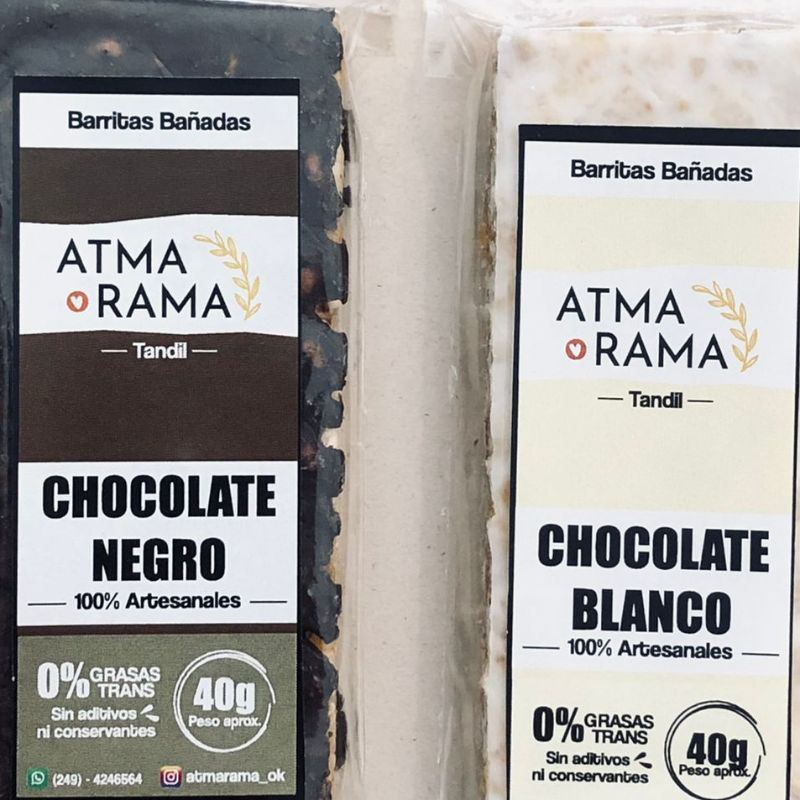 Barritas Bañadas
ATMA
RAMA
Tandil
CHOCOLATE
NEGRO
100% Artesanales
0% GRASAS
TRANS
Sin aditivos
ni conservantes
40g
Peso aprox.
(249) - 4246564
atmarama_ok
Barritas Bañadas
ATMA
RAMA
Tandil
CHOCOLATE
BLANCO
100% Artesanales
0% GRASAS
TRANS
Sin aditivos
ni conservantes
40g
Peso aprox.